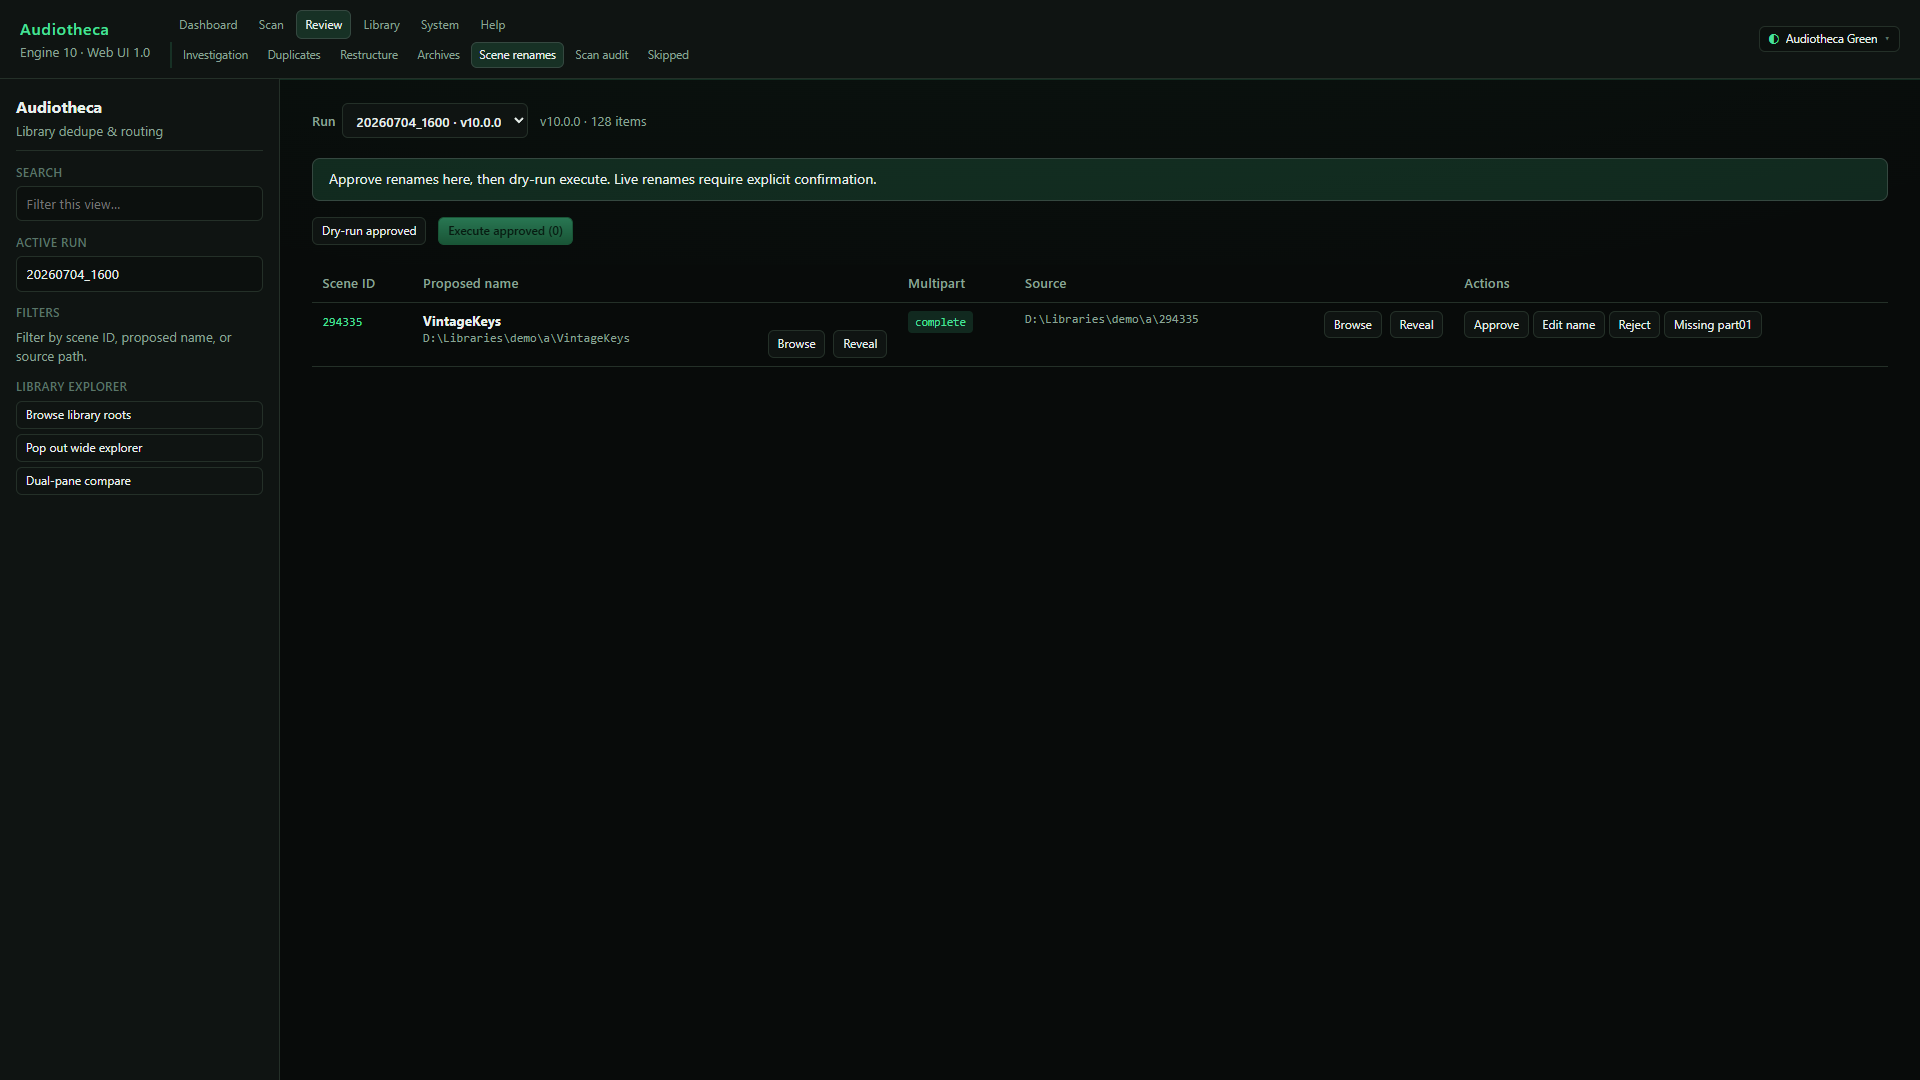 Audiotheca
Engine 10 · Web UI 1.0
Dashboard Scan Review Library System Help
Investigation Duplicates Restructure Archives Scene renames Scan audit Skipped
Audiotheca Green
Audiotheca
Library dedupe & routing
SEARCH
Filter this view...
ACTIVE RUN
20260704_1600
FILTERS
Filter by scene ID, proposed name, or
source path.
LIBRARY EXPLORER
Browse library roots
Pop out wide explorer
Dual-pane compare
Run 20260704_1600 · v10.0.0 v10.0.0 · 128 items
Approve renames here, then dry-run execute. Live renames require explicit confirmation.
Dry-run approved Execute approved (0)
Scene ID Proposed name Multipart Source Actions
294335 VintageKeys complete D:\Libraries\demo\a\294335 Browse Reveal Approve Edit name Reject Missing part01
D:\Libraries\demo\a\VintageKeys Browse Reveal